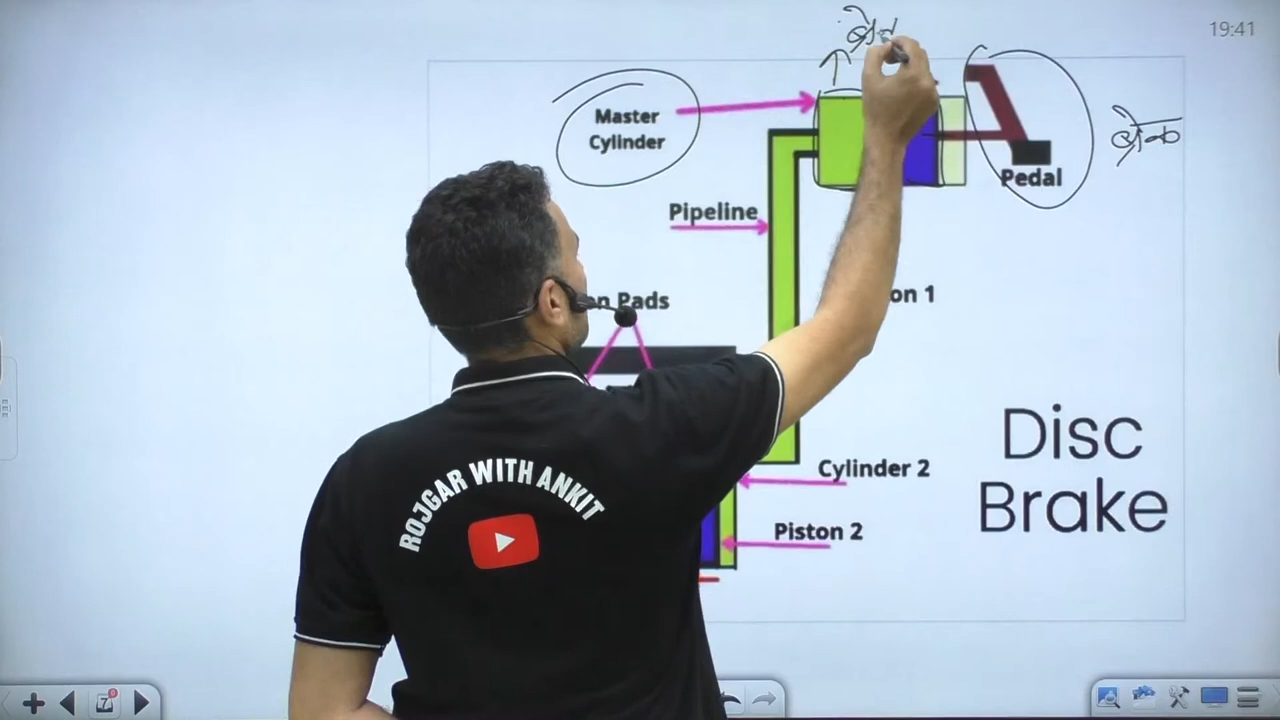 19:41
Master
Cylinder
Pedal
Pipeline
on Pads
on 1
Disc
Brake
Cylinder 2
Piston 2
ROJGAR WITH ANKIT